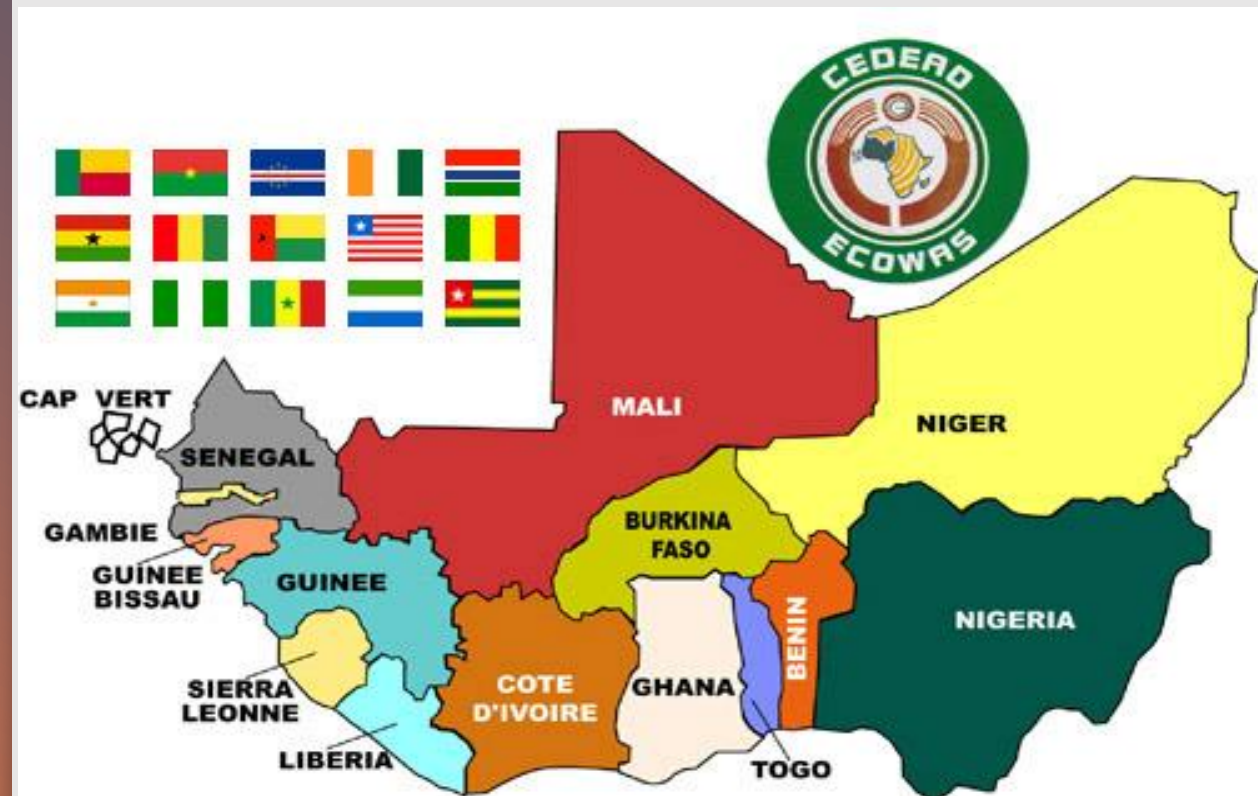 CEDEAO
ECOWAS
CAP VERT
MALI
NIGER
SENEGAL
GAMBIE
BURKINA
FASO
GUINEE
BISSAU
GUINEE
NIGERIA
BENIN
SIERRA
LEONNE
COTE
D'IVOIRE
GHANA
LIBERIA
TOGO